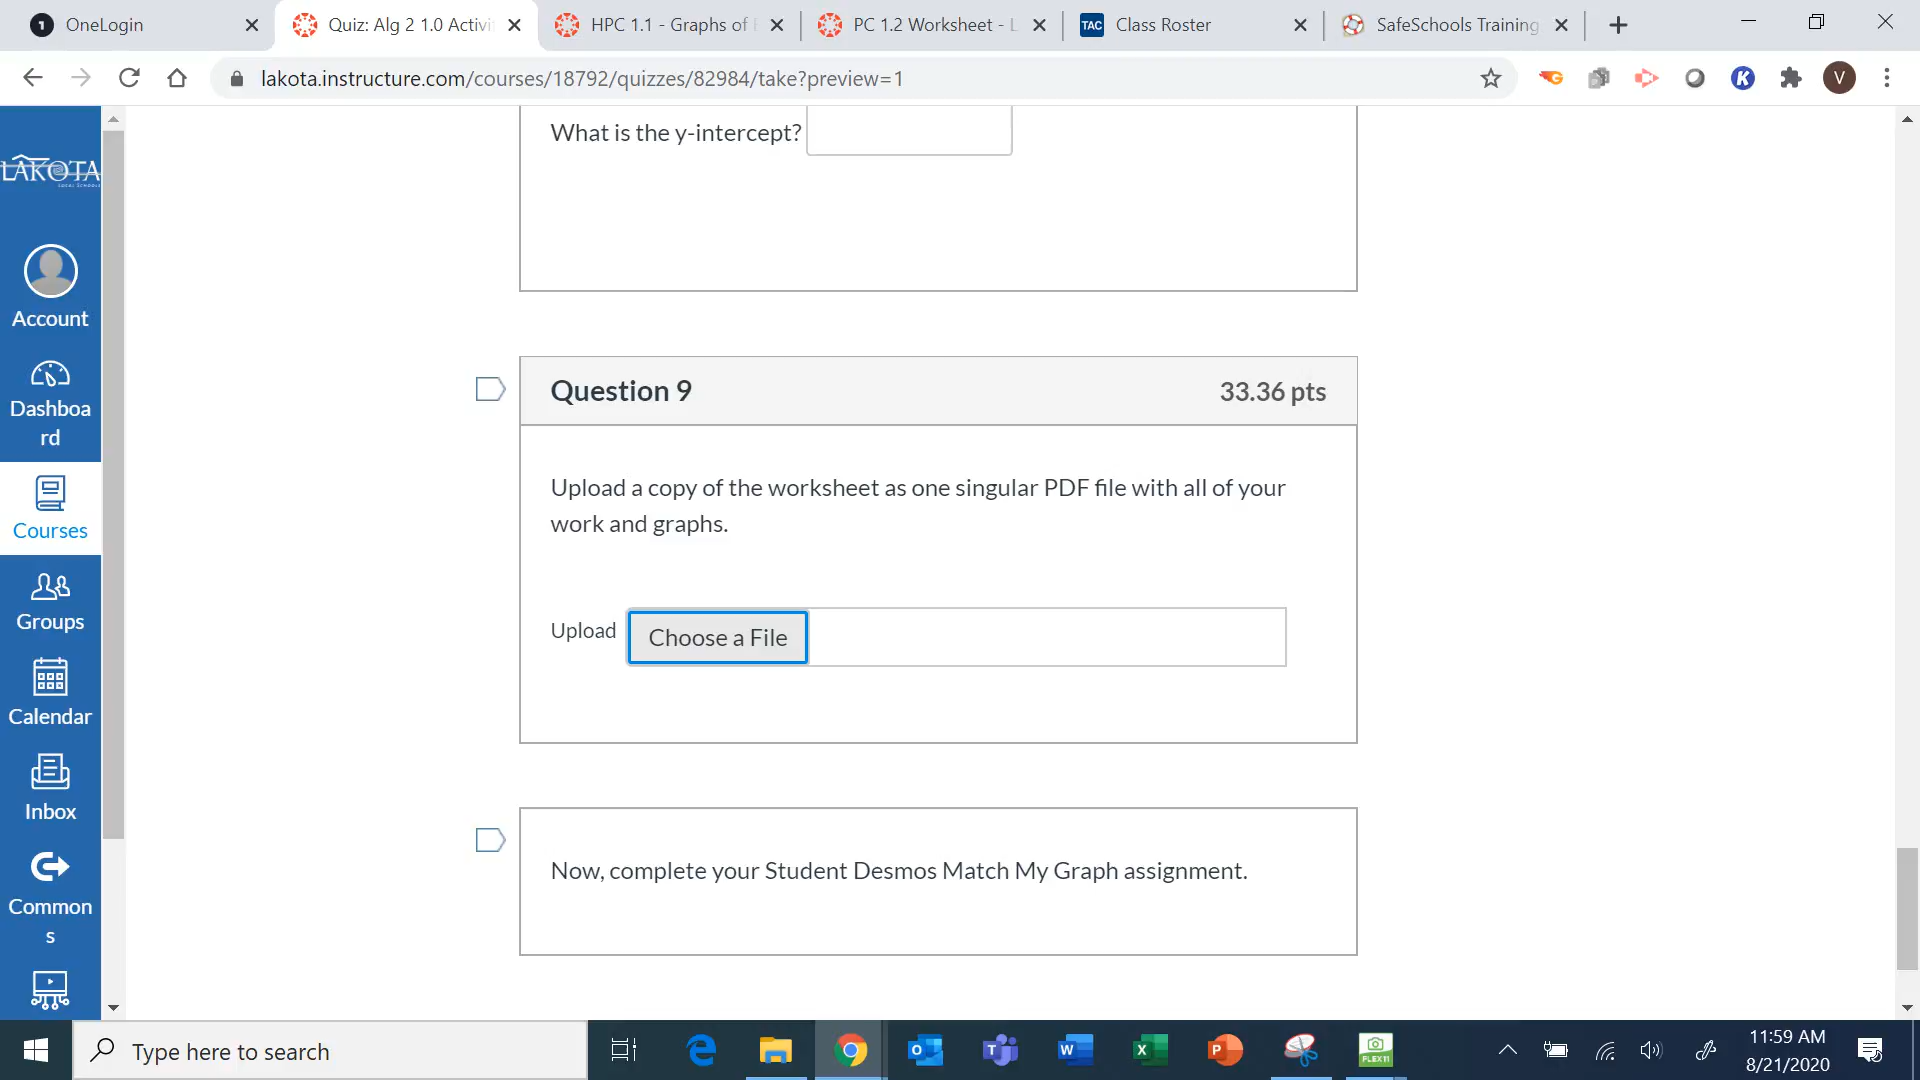 OneLogin
Quiz: Alg 2 1.0 Activi
HPC 1.1 - Graphs of
PC 1.2 Worksheet - L
TAC
Class Roster
SafeSchools Training
lakota.instructure.com/courses/18792/quizzes/82984/take?preview=1
K
V
LAKOTA
LOCAL SCHOOLS
Account
Dashboa
rd
Courses
Groups
Calendar
Inbox
Common
s
What is the y-intercept?
Question 9
33.36 pts
Upload a copy of the worksheet as one singular PDF file with all of your
work and graphs.
Upload
Choose a File
Now, complete your Student Desmos Match My Graph assignment.
Type here to search
PLEX11
11:59 AM
8/21/2020